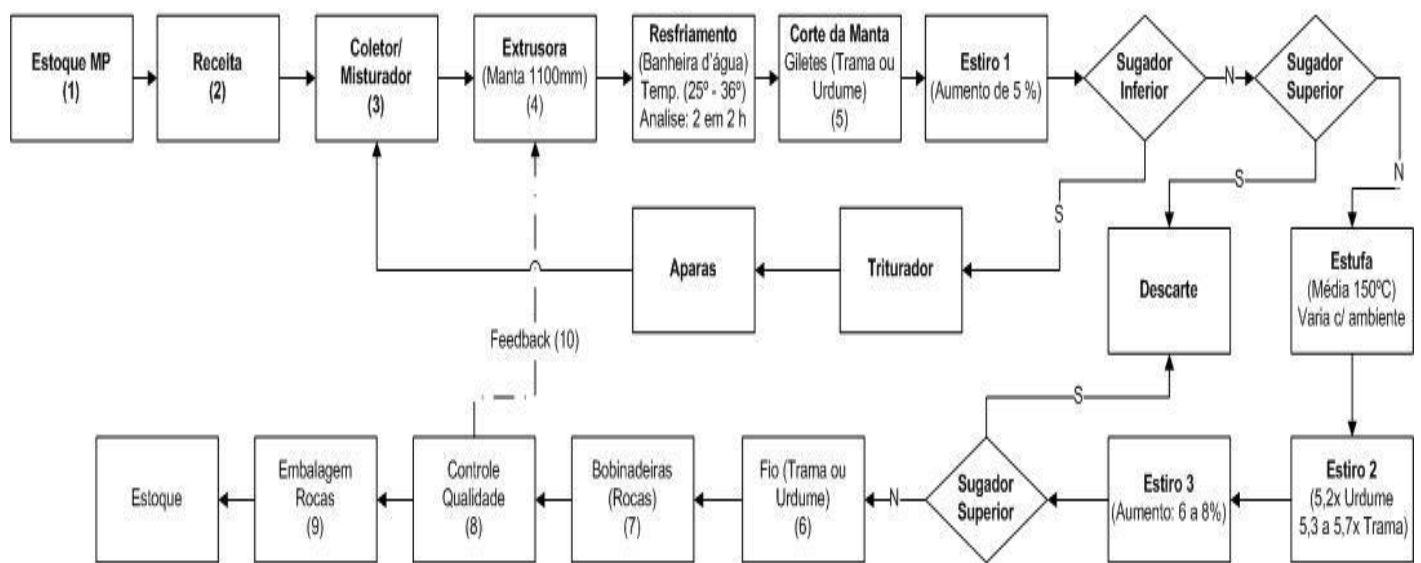 Estoque MP
(1)
Receita
(2)
Coletor/
Misturador
(3)
Extrusora
(Manta 1100mm)
(4)
Resfriamento
(Banheira d'água)
Temp. (25º - 36º)
Analise: 2 em 2 h
Corte da Manta
Giletes (Trama ou
Urdume)
(5)
Estiro 1
(Aumento de 5 %)
Sugador
Inferior
N
Sugador
Superior
N
S
S
Aparas
Triturador
Descarte
Estufa
(Média 150ºC)
Varia c/ ambiente
Feedback (10)
S
Estoque
Embalagem
Rocas
(9)
Controle
Qualidade
(8)
Bobinadeiras
(Rocas)
(7)
Fio (Trama ou
Urdume)
(6)
N
Sugador
Superior
Estiro 3
(Aumento: 6 a 8%)
Estiro 2
(5,2x Urdume
5,3 a 5,7x Trama)